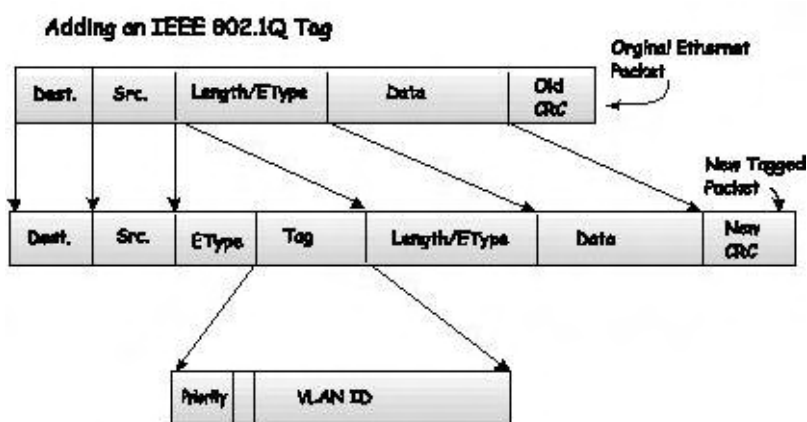 Adding an IEEE 802.1Q Tag
Orginal Ethernet
Packet
Dest. Src. Length/EType Data Old
CRC
New Tagged
Packet
Dest. Src. EType Tag Length/EType Data New
CRC
Priority VLAN ID